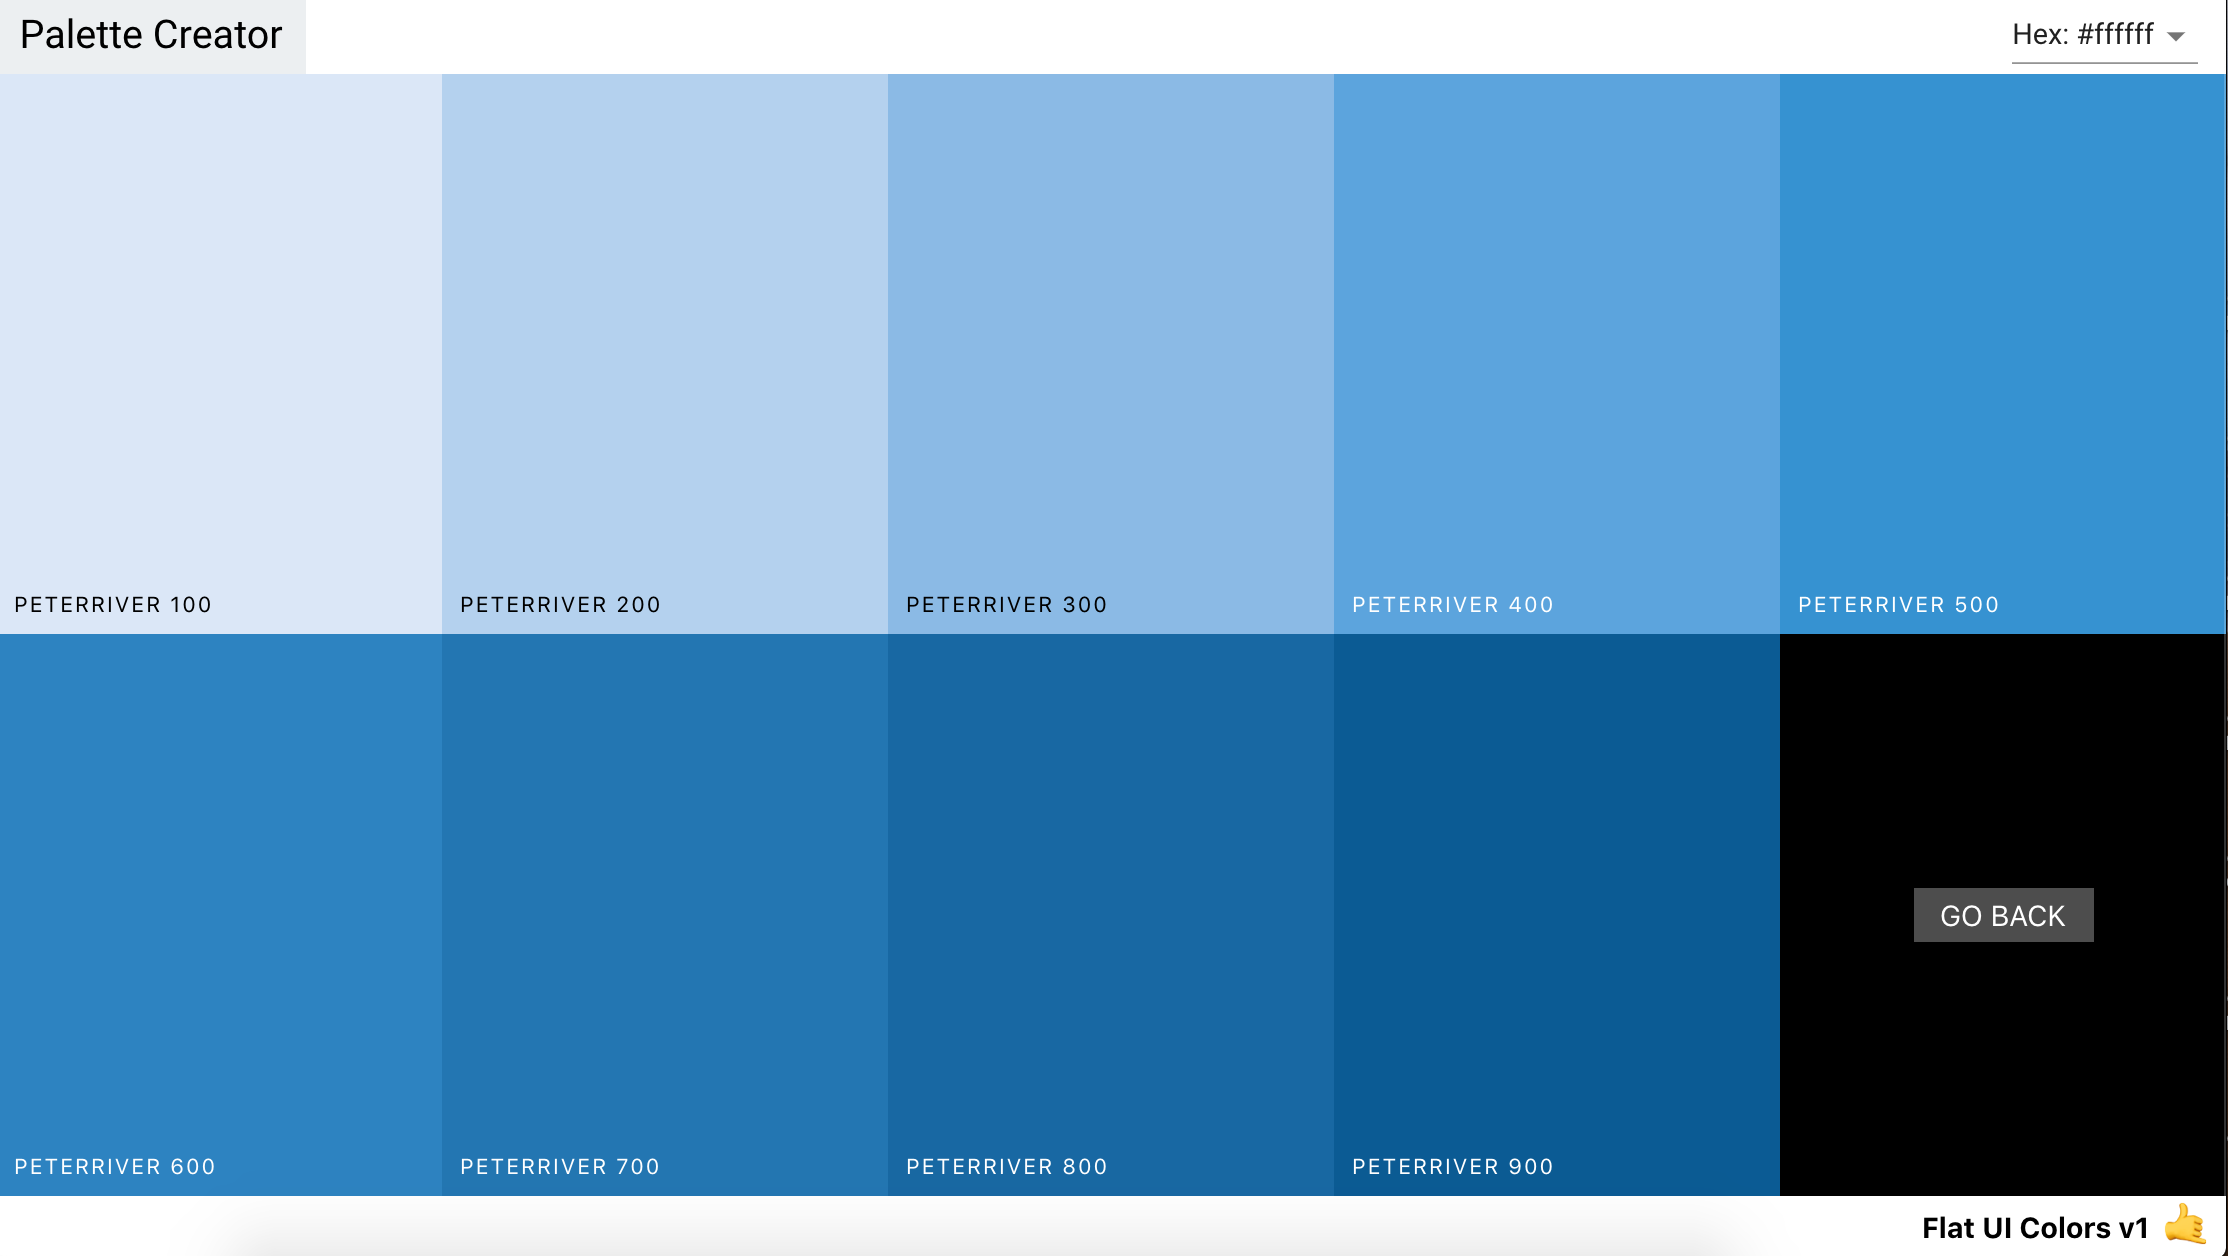 Palette Creator
Hex: #ffffff
PETERRIVER 100
PETERRIVER 200
PETERRIVER 300
PETERRIVER 400
PETERRIVER 500
PETERRIVER 600
PETERRIVER 700
PETERRIVER 800
PETERRIVER 900
GO BACK
Flat UI Colors v1 🤙